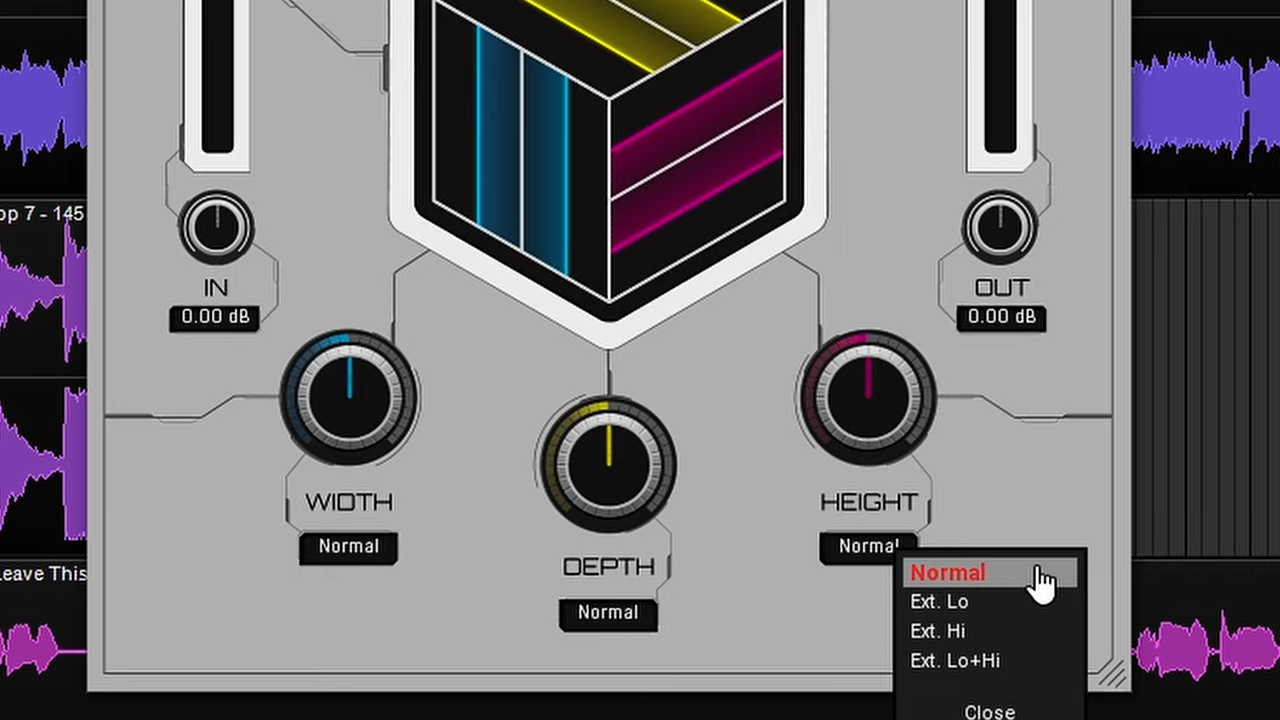 op 7 - 145
IN
0.00 dB
OUT
0.00 dB
WIDTH
Normal
DEPTH
Normal
HEIGHT
Normal
Normal
Ext. Lo
Ext. Hi
Ext. Lo+Hi
Close
Leave This